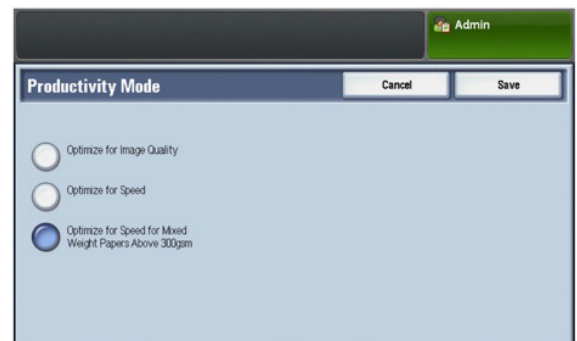 Admin
Productivity Mode
Cancel
Save
Optimize for Image Quality
Optimize for Speed
Optimize for Speed for Mixed
Weight Papers Above 300gsm